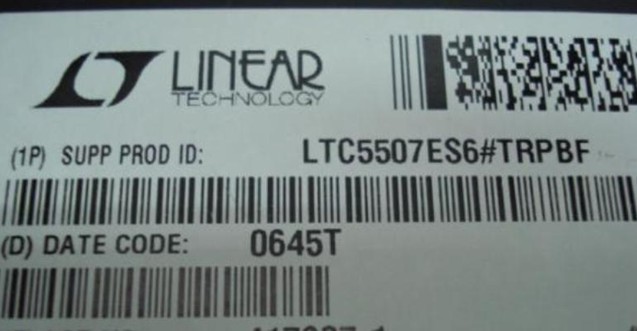 LINEAR
TECHNOLOGY
(1P) SUPP PROD ID: LTC5507ES6#TRPBF
(D) DATE CODE: 0645T